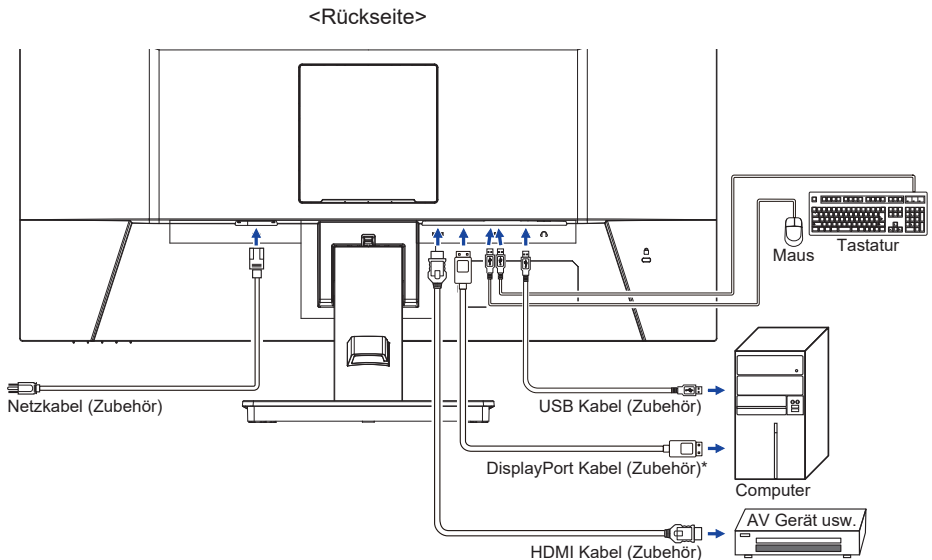 <Rückseite>
Maus
Tastatur
Netzkabel (Zubehör)
USB Kabel (Zubehör)
DisplayPort Kabel (Zubehör)*
Computer
AV Gerät usw.
HDMI Kabel (Zubehör)